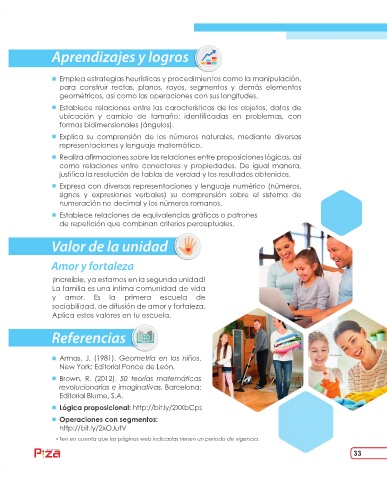 Aprendizajes y logros
Emplea estrategias heurísticas y procedimientos como la manipulación,
para construir rectas, planos, rayos, segmentos y demás elementos
geométricos, así como las operaciones con sus longitudes.
Establece relaciones entre las características de los objetos, datos de
ubicación y cambio de tamaño; identificadas en problemas, con
formas bidimensionales (ángulos).
Explica su comprensión de los números naturales, mediante diversas
representaciones y lenguaje matemático.
Realiza afirmaciones sobre las relaciones entre proposiciones lógicas, así
como relaciones entre conectores y propiedades. De igual manera,
justifica la resolución de tablas de verdad y los resultados obtenidos.
Expresa con diversas representaciones y lenguaje numérico (números,
signos y expresiones verbales) su comprensión sobre el sistema de
numeración no decimal y los números romanos.
Establece relaciones de equivalencias gráficas o patrones
de repetición que combinan criterios perceptuales.
Valor de la unidad
Amor y fortaleza
¡Increíble, ya estamos en la segunda unidad!
La familia es una íntima comunidad de vida
y amor. Es la primera escuela de
sociabilidad, de difusión de amor y fortaleza.
Aplica estos valores en tu escuela.
Referencias
Armas, J. (1981). Geometría en los niños.
New York: Editorial Ponce de León.
Brown, R. (2012). 50 teorías matemáticas
revolucionarias e imaginativas. Barcelona:
Editorial Blume, S.A.
Lógica proposicional: http://bit.ly/2XXbCps
Operaciones con segmentos:
http://bit.ly/2xOJutV
• Ten en cuenta que las páginas web indicadas tienen un periodo de vigencia.
33